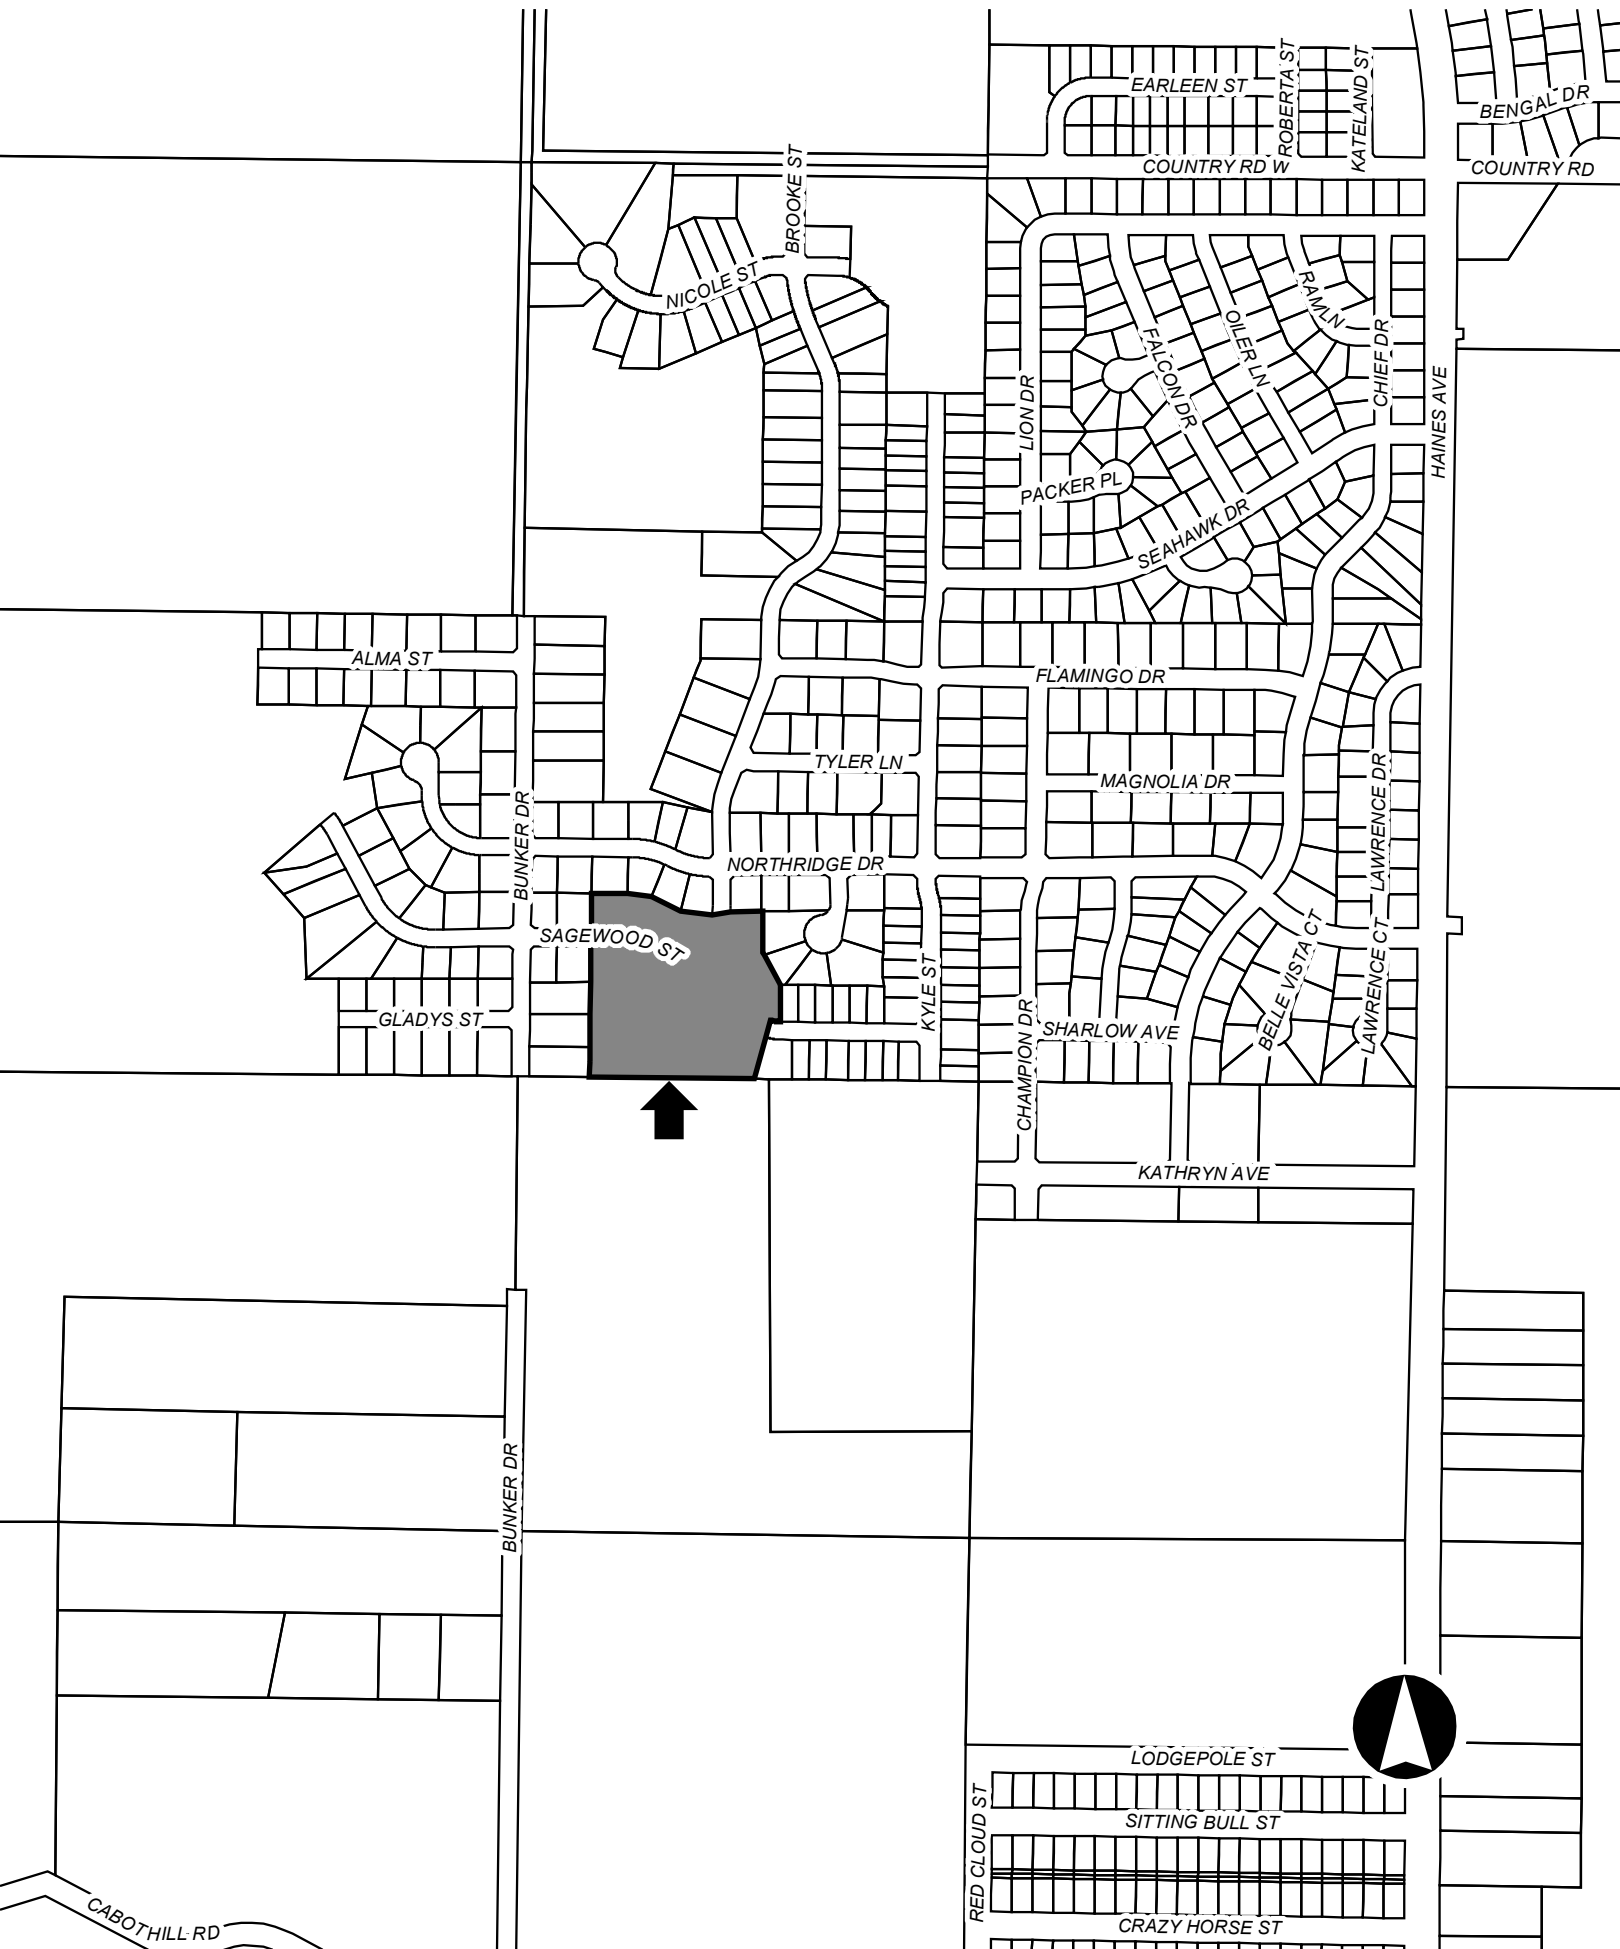 EARLEEN ST
ROBERTA ST
KATELAND ST
BENGAL DR
COUNTRY RD W
COUNTRY RD
BROOKE ST
NICOLE ST
RAM LN
OILER LN
FALCON DR
CHIEF DR
LION DR
HAINES AVE
PACKER PL
SEAHAWK DR
ALMA ST
FLAMINGO DR
TYLER LN
MAGNOLIA DR
LAWRENCE DR
BUNKER DR
NORTHRIDGE DR
SAGEWOOD ST
KYLE ST
BELLE VISTA CT
LAWRENCE CT
GLADYS ST
CHAMPION DR
SHARLOW AVE
KATHRYN AVE
BUNKER DR
LODGEPOLE ST
RED CLOUD ST
SITTING BULL ST
CABOT HILL RD
CRAZY HORSE ST